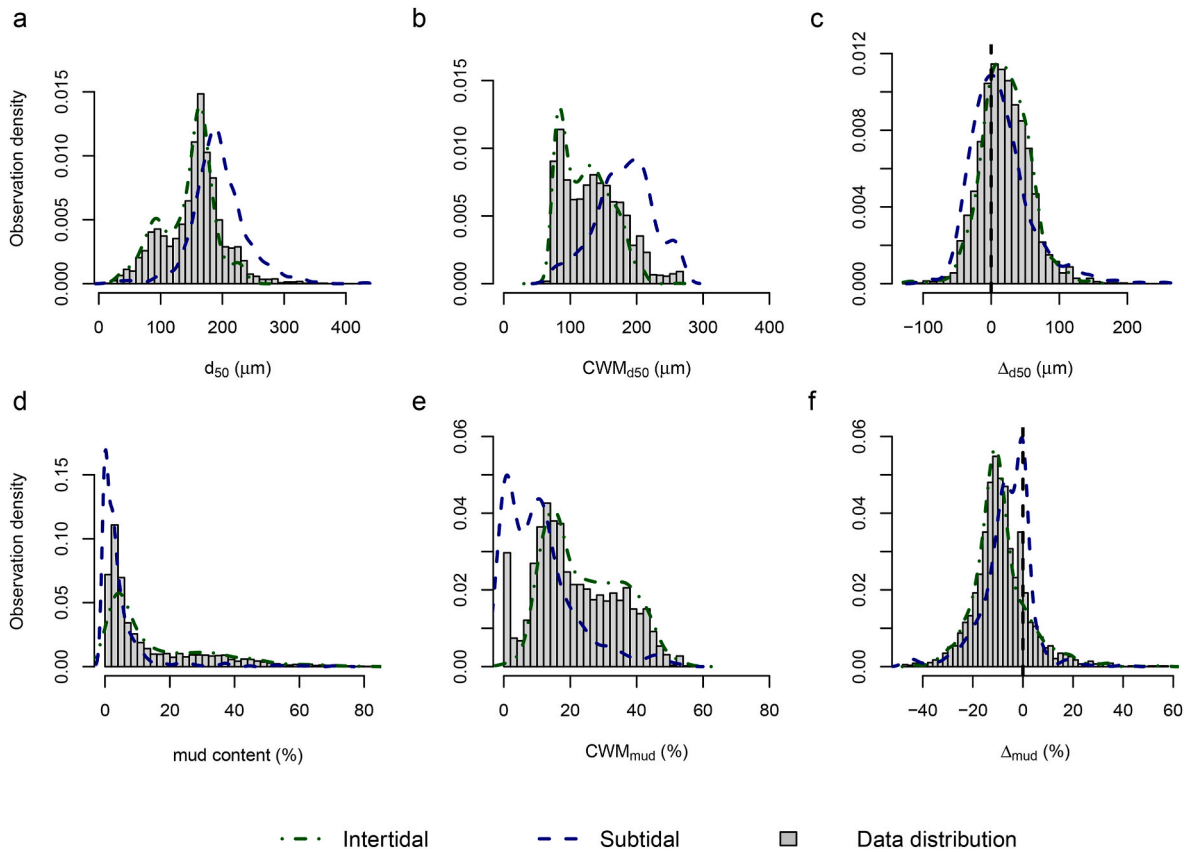 a
b
c
Observation density
0.000 0.005 0.010 0.015
0 100 200 300 400
d50 (μm)
0.000 0.005 0.010 0.015
0 100 200 300 400
CWMd50 (μm)
0.000 0.004 0.008 0.012
−100 0 100 200
Δd50 (μm)
d
e
f
Observation density
0.00 0.05 0.10 0.15
0 20 40 60 80
mud content (%)
0.00 0.02 0.04 0.06
0 20 40 60 80
CWMmud (%)
0.00 0.02 0.04 0.06
−40 −20 0 20 40 60
Δmud (%)
Intertidal
Subtidal
Data distribution